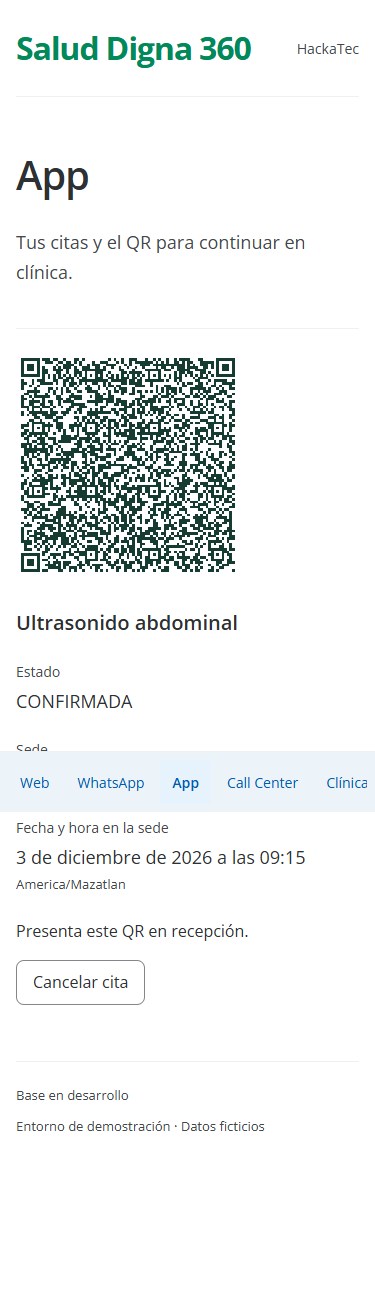 Salud Digna 360
HackaTec
App
Tus citas y el QR para continuar en
clínica.
Ultrasonido abdominal
Estado
CONFIRMADA
Sede
Web
WhatsApp
App
Call Center
Clínica
Fecha y hora en la sede
3 de diciembre de 2026 a las 09:15
America/Mazatlan
Presenta este QR en recepción.
Cancelar cita
Base en desarrollo
Entorno de demostración · Datos ficticios